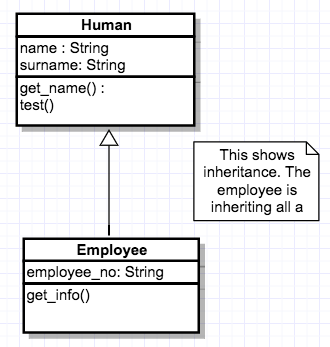 Human
name : String
surname: String
get_name() :
test()
This shows
inheritance. The
employee is
inheriting all a
Employee
employee_no: String
get_info()